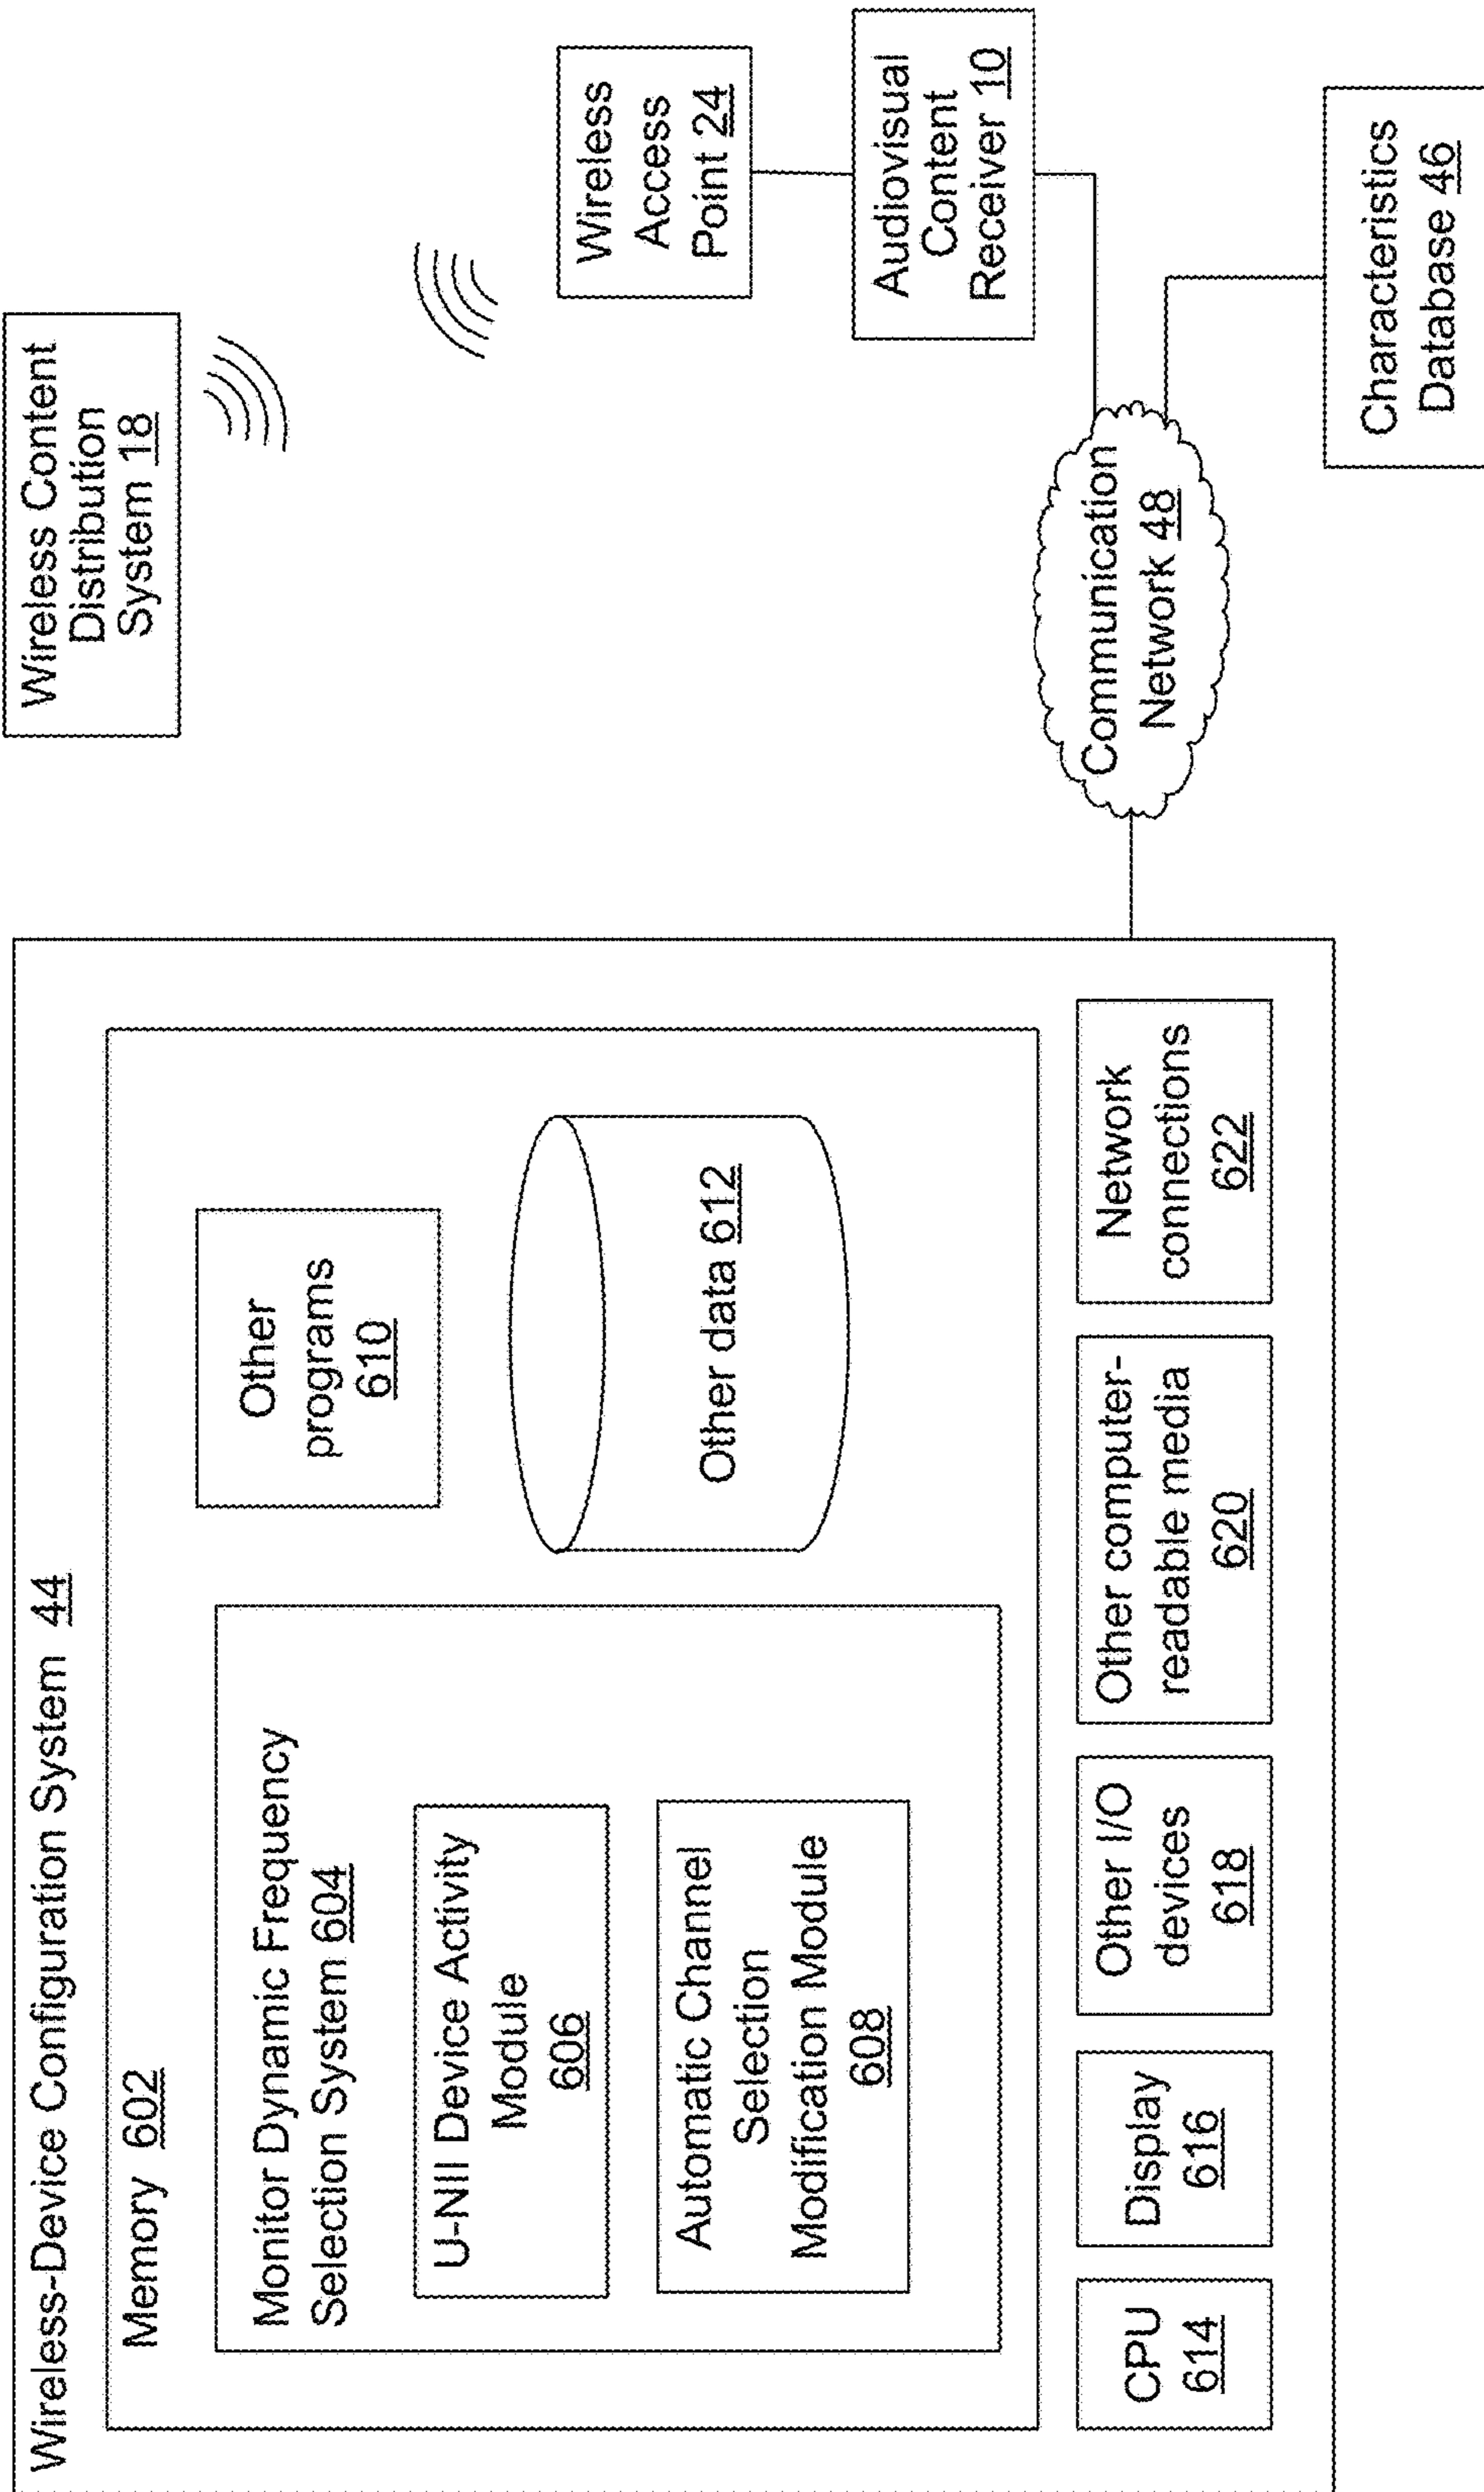 Wireless-Device Configuration System 44
Memory 602
Monitor Dynamic Frequency
Selection System 604
U-NII Device Activity
Module
606
Automatic Channel
Selection
Modification Module
608
Other
programs
610
Other data 612
CPU
614
Display
616
Other I/O
devices
618
Other computer-
readable media
620
Network
connections
622
Wireless Content
Distribution
System 18
Wireless
Access
Point 24
Audiovisual
Content
Receiver 10
Communication
Network 48
Characteristics
Database 46